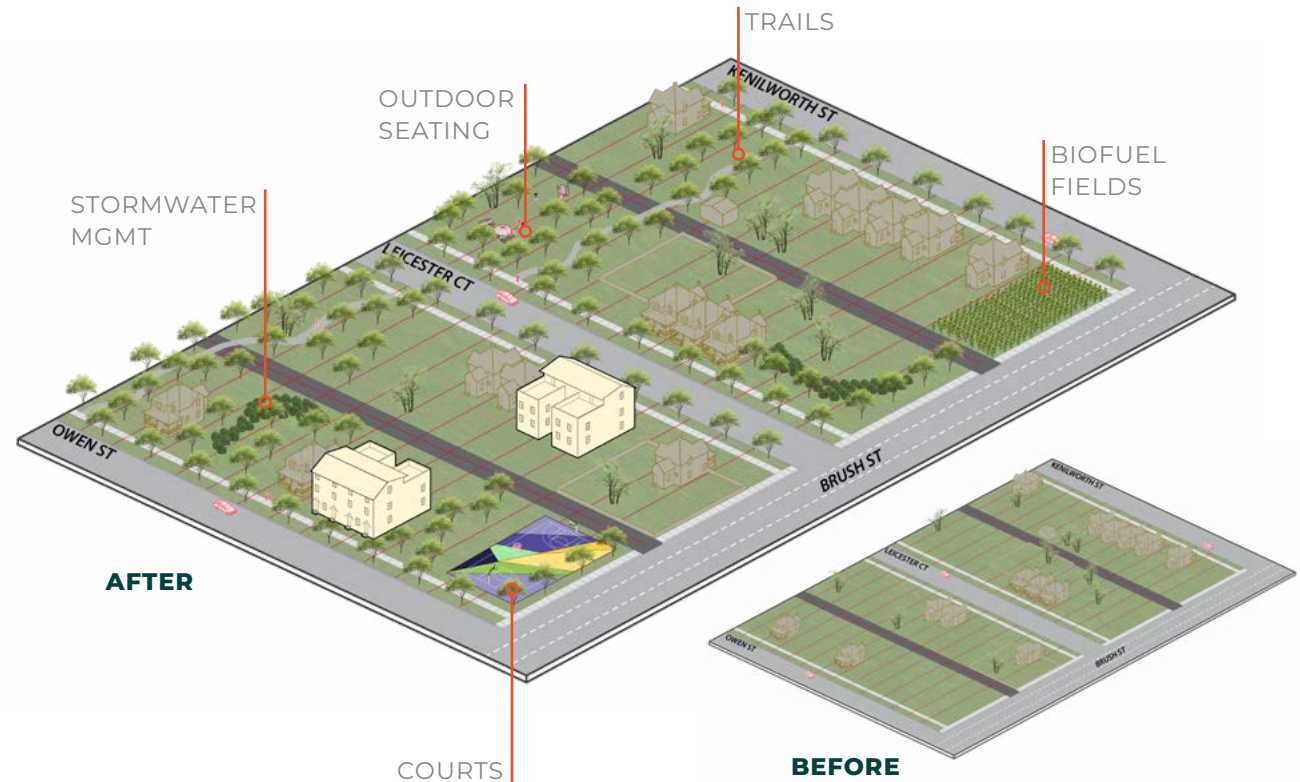 TRAILS
OUTDOOR
SEATING
KENILWORTH ST
BIOFUEL
FIELDS
STORMWATER
MGMT
LEICESTER CT
OWEN ST
BRUSH ST
AFTER
COURTS
KENILWORTH ST
LEICESTER CT
OWEN ST
BRUSH ST
BEFORE